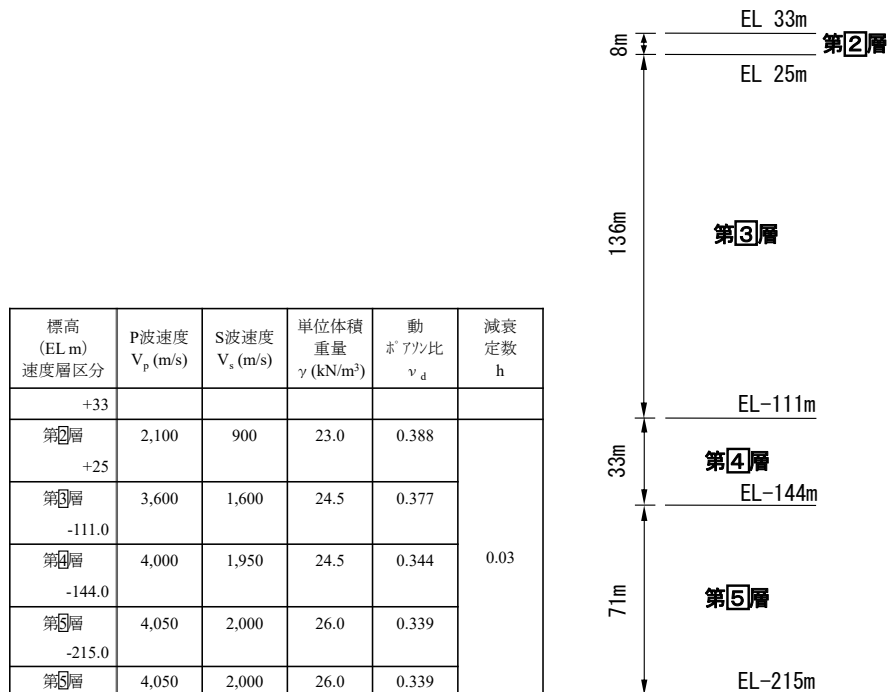 標高
(EL m)
速度層区分
P波速度
Vp (m/s)
S波速度
Vs (m/s)
単位体積
重量
γ (kN/m³)
動
ﾎﾟｱｿﾝ比
νd
減衰
定数
h
+33
第2層
+25
2,100
900
23.0
0.388
第3層
-111.0
3,600
1,600
24.5
0.377
第4層
-144.0
4,000
1,950
24.5
0.344
0.03
第5層
-215.0
4,050
2,000
26.0
0.339
第5層
4,050
2,000
26.0
0.339
EL 33m
8m
第2層
EL 25m
136m
第3層
EL-111m
33m
第4層
EL-144m
71m
第5層
EL-215m